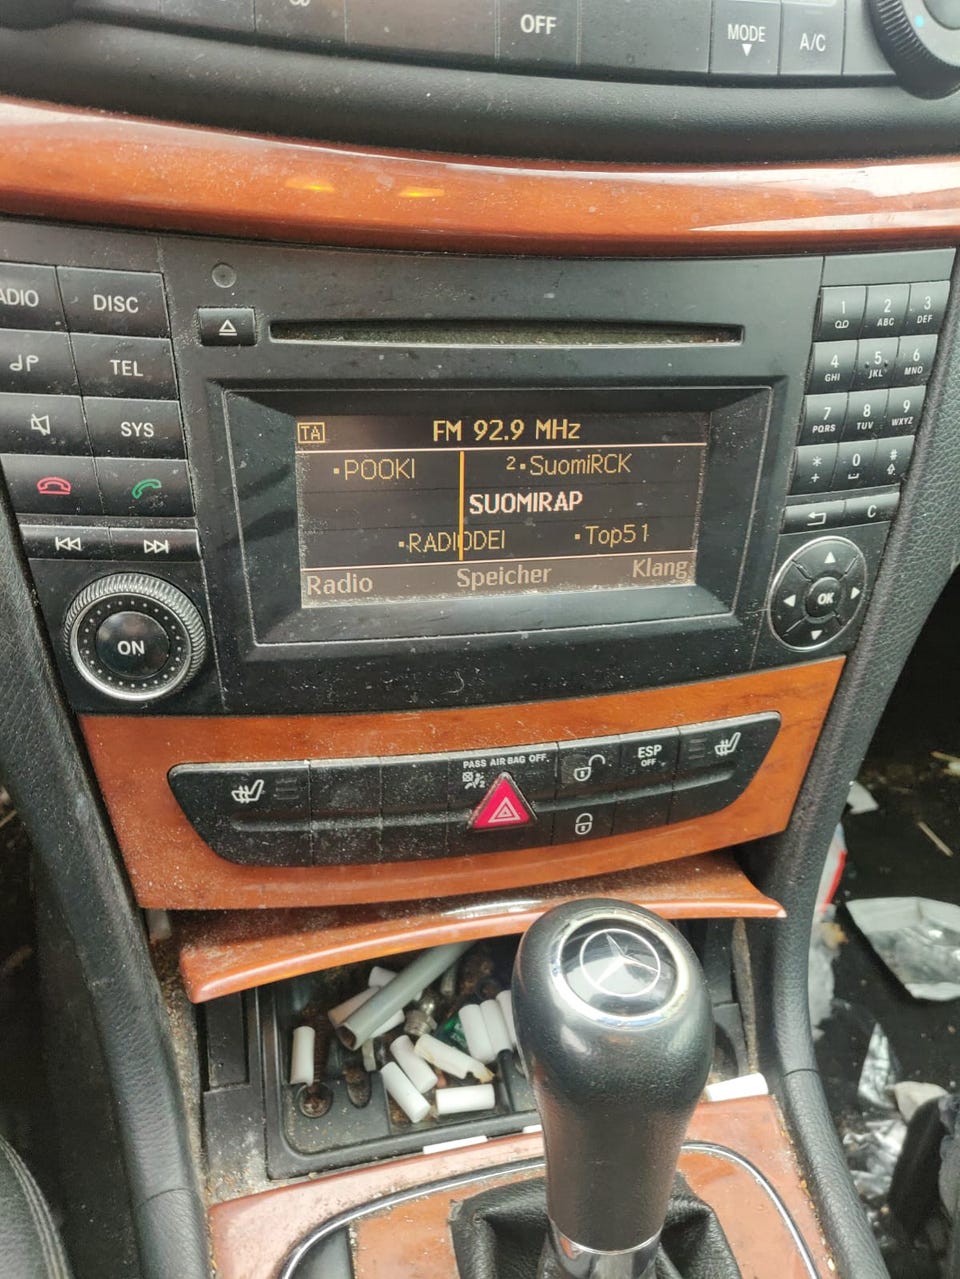 OFF
MODE
A/C
ADIO
DISC
TEL
SYS
ON
TA
FM 92.9 MHz
·POOKI
2·SuomiRCK
SUOMIRAP
·RADIODEI
·Top51
Radio
Speicher
Klang
1
2 ABC
3 DEF
4 GHI
5 JKL
6 MNO
7 PQRS
8 TUV
9 WXYZ
* +
0
#
C
OK
PASS AIR BAG OFF
ESP
OFF